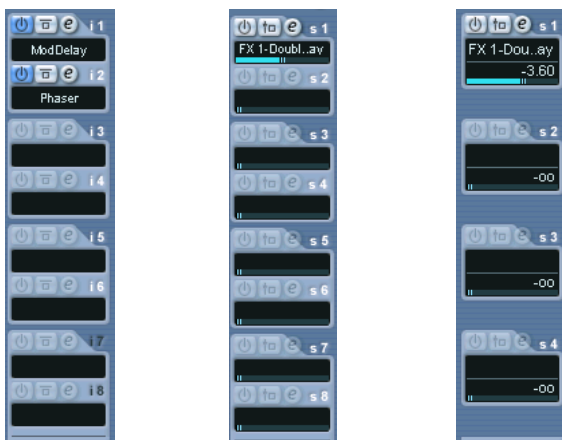 i 1
ModDelay
i 2
Phaser
i 3
i 4
i 5
i 6
i 7
i 8
s 1
FX 1-Doubl..ay
s 2
s 3
s 4
s 5
s 6
s 7
s 8
s 1
FX 1-Dou..ay
-3.60
s 2
-oo
s 3
-oo
s 4
-oo